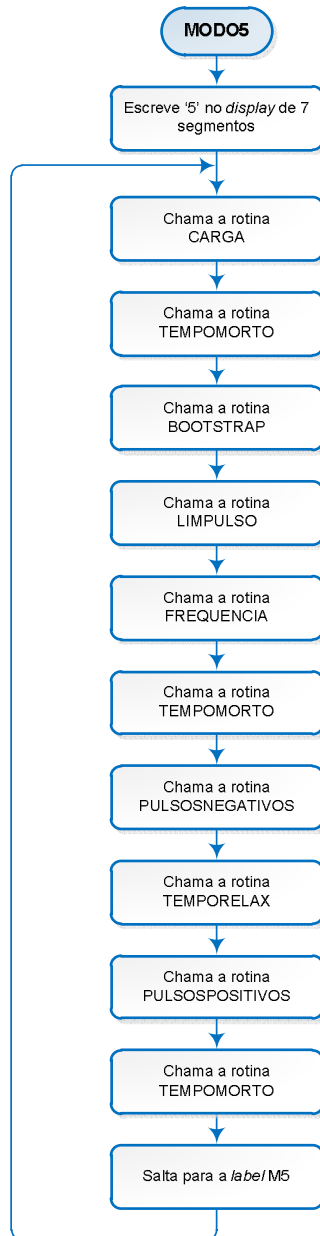 MODO5
Escreve ‘5’ no display de 7
segmentos
Chama a rotina
CARGA
Chama a rotina
TEMPOMORTO
Chama a rotina
BOOTSTRAP
Chama a rotina
LIMPULSO
Chama a rotina
FREQUENCIA
Chama a rotina
TEMPOMORTO
Chama a rotina
PULSOSNEGATIVOS
Chama a rotina
TEMPORELAX
Chama a rotina
PULSOSPOSITIVOS
Chama a rotina
TEMPOMORTO
Salta para a label M5